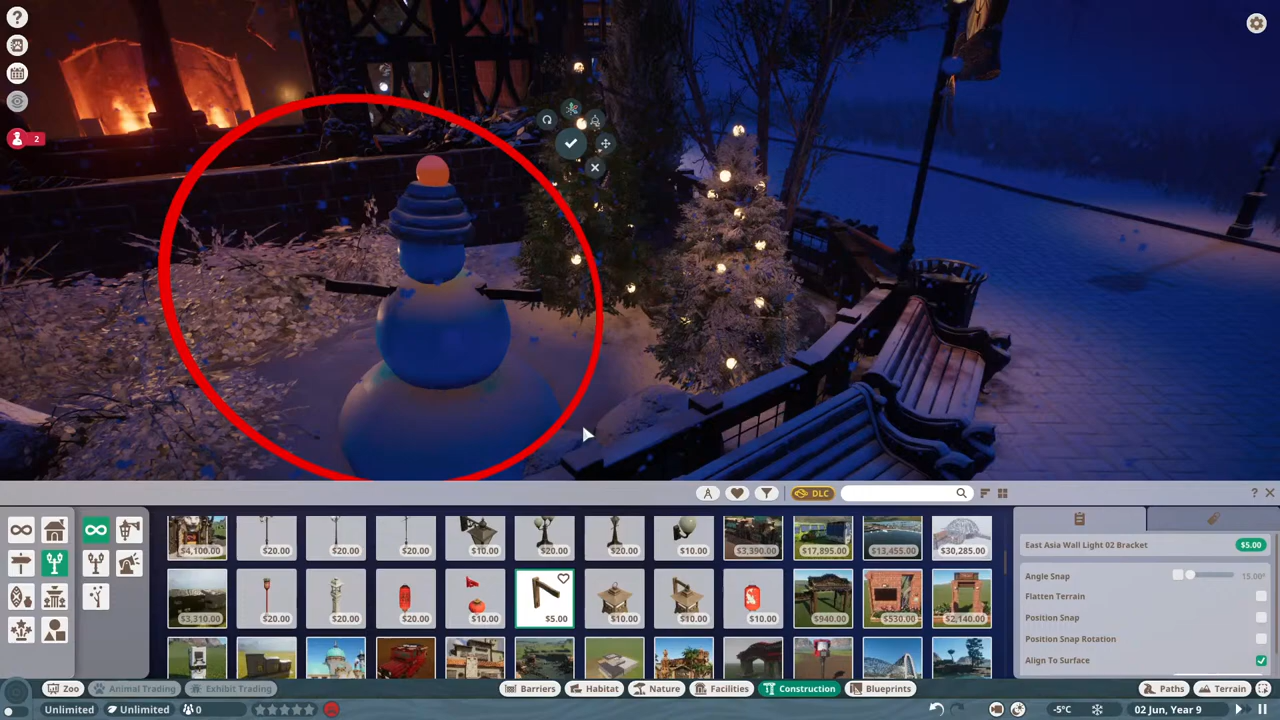 ?
2
DLC
? ×
$4,100.00 $20.00 $20.00 $20.00 $10.00 $20.00 $20.00 $10.00 $3,390.00 $17,895.00 $13,455.00 $30,285.00
East Asia Wall Light 02 Bracket $5.00
Angle Snap 15.00°
Flatten Terrain
$3,310.00 $20.00 $20.00 $10.00 $10.00 $5.00 $10.00 $10.00 $10.00 $940.00 $530.00 $2,140.00
Position Snap
Position Snap Rotation
Align To Surface
Zoo Animal Trading Exhibit Trading Barriers Habitat Nature Facilities Construction Blueprints Paths Terrain
Unlimited Unlimited 0 -5°C 02 Jun, Year 9